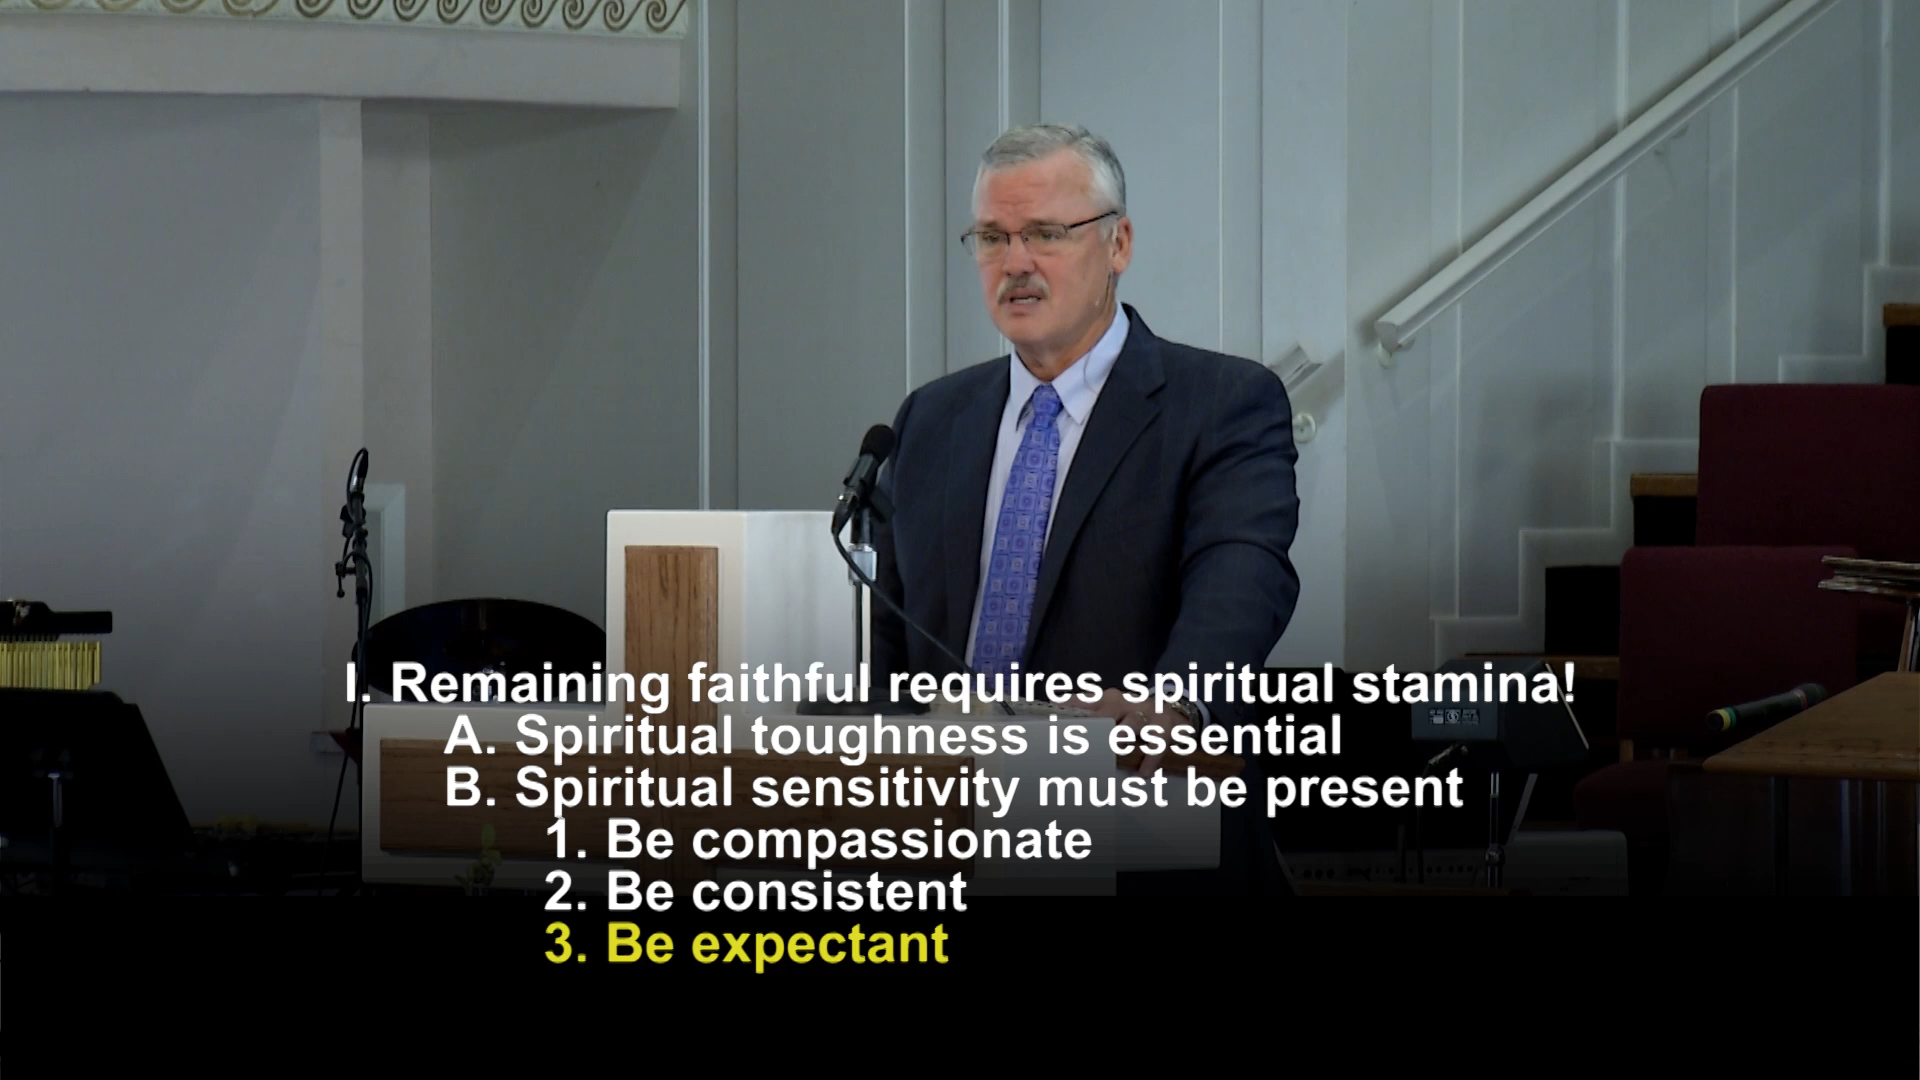 I. Remaining faithful requires spiritual stamina!
A. Spiritual toughness is essential
B. Spiritual sensitivity must be present
1. Be compassionate
2. Be consistent
3. Be expectant